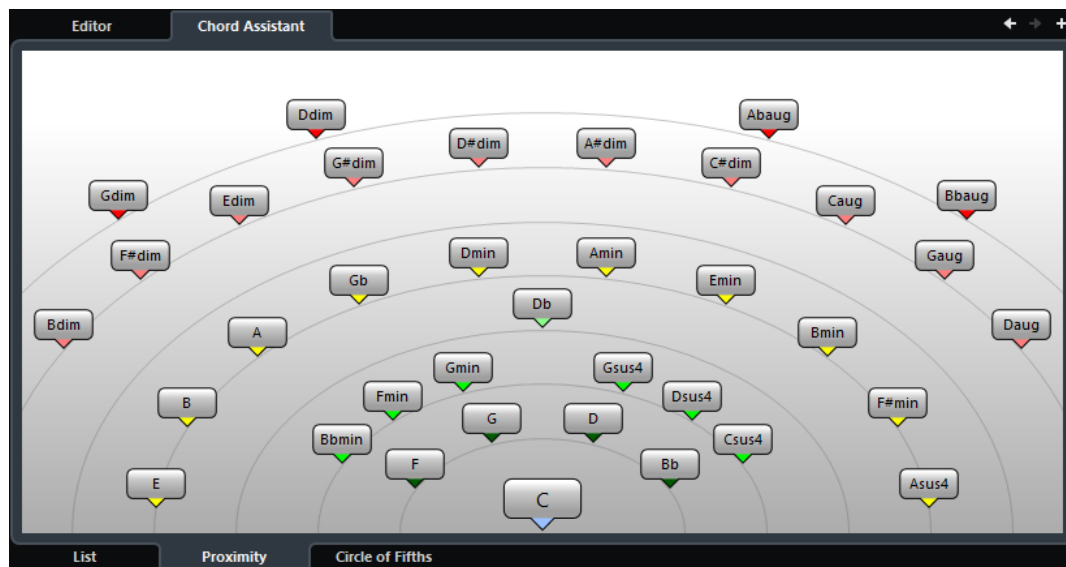 Editor
Chord Assistant
Ddim
Abaug
D#dim
A#dim
G#dim
C#dim
Gdim
Edim
Caug
Bbaug
F#dim
Dmin
Amin
Gaug
Gb
Emin
Db
Bdim
A
Bmin
Daug
Gmin
Gsus4
Fmin
Dsus4
B
F#min
G
D
Bbmin
Csus4
F
Bb
E
C
Asus4
List
Proximity
Circle of Fifths